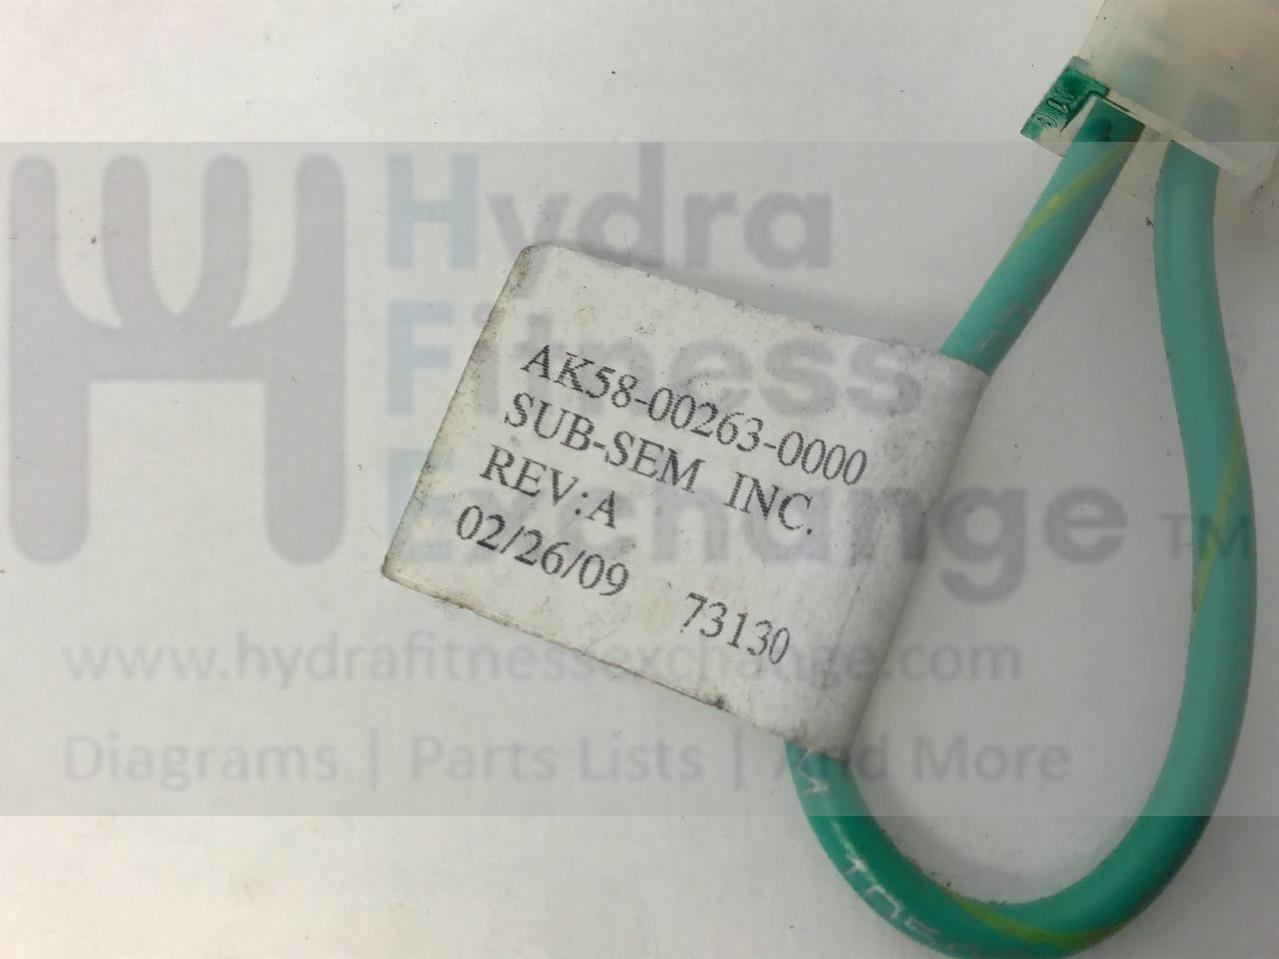 Hydra
Fitness
Exchange ™
www.hydrafitnessexchange.com
Diagrams | Parts Lists | And More
AK58-00263-0000
SUB-SEM INC.
REV:A
02/26/09 73130